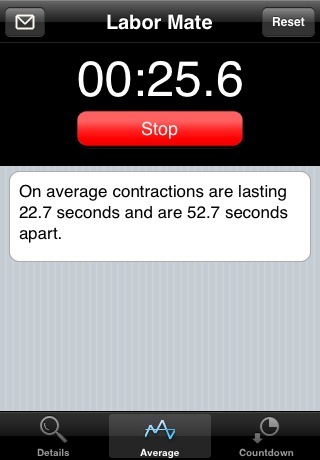 Labor Mate
Reset
00:25.6
Stop
On average contractions are lasting
22.7 seconds and are 52.7 seconds
apart.
Details
Average
Countdown